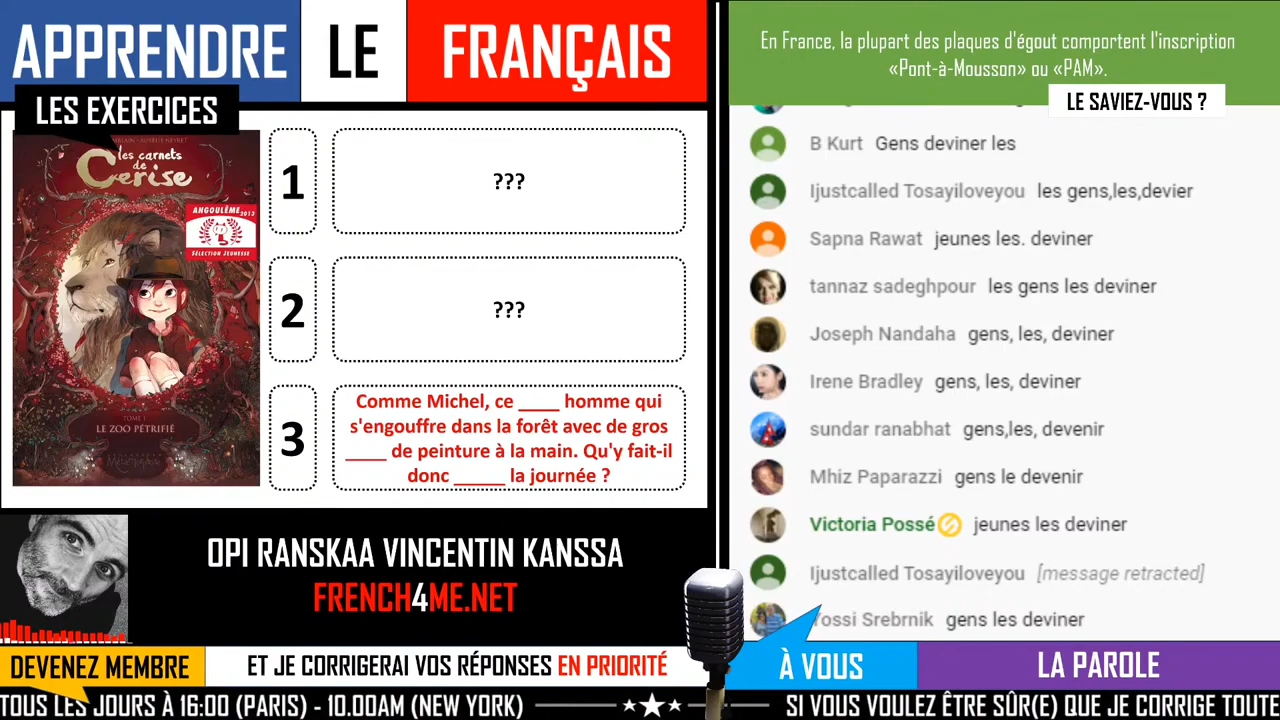 APPRENDRE LE FRANÇAIS
LES EXERCICES
les carnets
de
Cerise
ANGOULÊME 2013
SÉLECTION JEUNESSE
TOME 1
LE ZOO PÉTRIFIÉ
1
???
2
???
3
Comme Michel, ce ____ homme qui
s'engouffre dans la forêt avec de gros
____ de peinture à la main. Qu'y fait-il
donc _____ la journée ?
OPI RANSKAA VINCENTIN KANSSA
FRENCH4ME.NET
DEVENEZ MEMBRE
ET JE CORRIGERAI VOS RÉPONSES EN PRIORITÉ
En France, la plupart des plaques d'égout comportent l'inscription
«Pont-à-Mousson» ou «PAM».
LE SAVIEZ-VOUS ?
B Kurt Gens deviner les
Ijustcalled Tosayiloveyou les gens,les,devier
Sapna Rawat jeunes les. deviner
tannaz sadeghpour les gens les deviner
Joseph Nandaha gens, les, deviner
Irene Bradley gens, les, deviner
sundar ranabhat gens,les, devenir
Mhiz Paparazzi gens le devenir
Victoria Possé jeunes les deviner
Ijustcalled Tosayiloveyou [message retracted]
Yossi Srebrnik gens les deviner
À VOUS
LA PAROLE
TOUS LES JOURS À 16:00 (PARIS) - 10.00AM (NEW YORK)
SI VOUS VOULEZ ÊTRE SÛR(E) QUE JE CORRIGE TOUTE